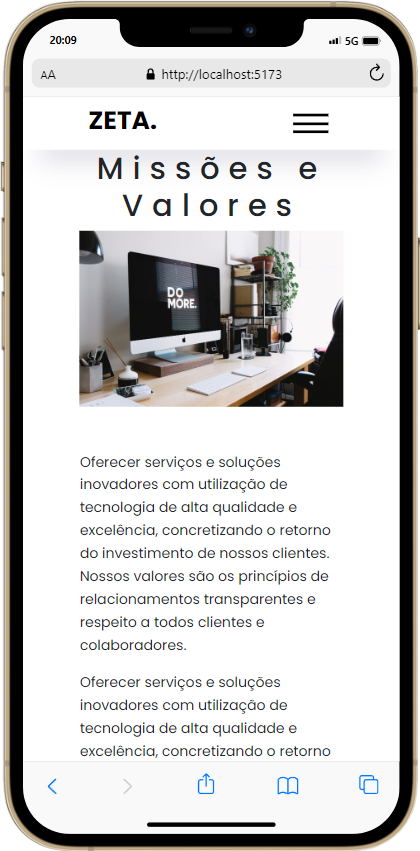 20:09
5G
AA
http://localhost:5173
ZETA.
Missões e
Valores
DO
MORE.
Oferecer serviços e soluções
inovadores com utilização de
tecnologia de alta qualidade e
excelência, concretizando o retorno
do investimento de nossos clientes.
Nossos valores são os princípios de
relacionamentos transparentes e
respeito a todos clientes e
colaboradores.
Oferecer serviços e soluções
inovadores com utilização de
tecnologia de alta qualidade e
excelência, concretizando o retorno